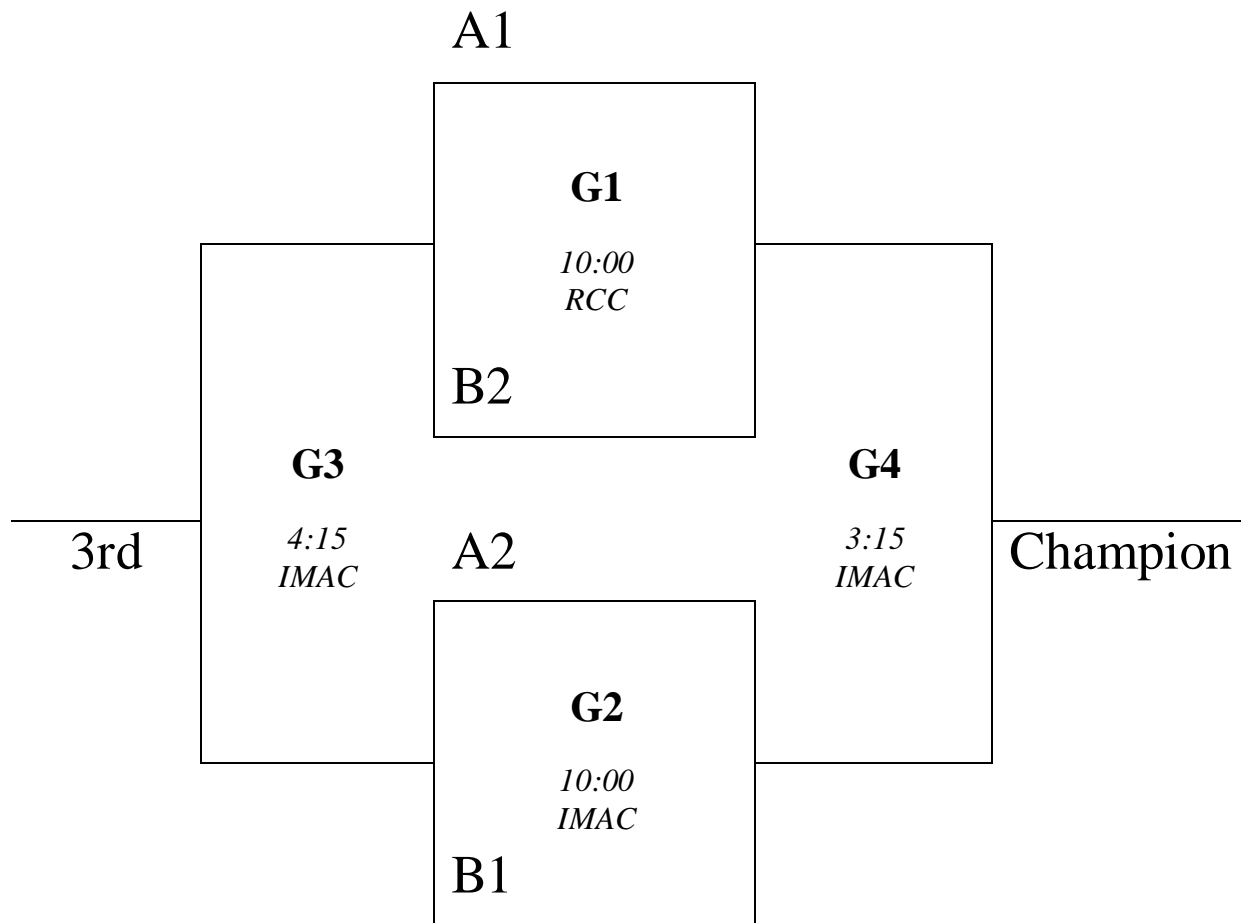 A1
G1
10:00
RCC
B2
G3
4:15
IMAC
3rd
G4
3:15
IMAC
Champion
A2
G2
10:00
IMAC
B1